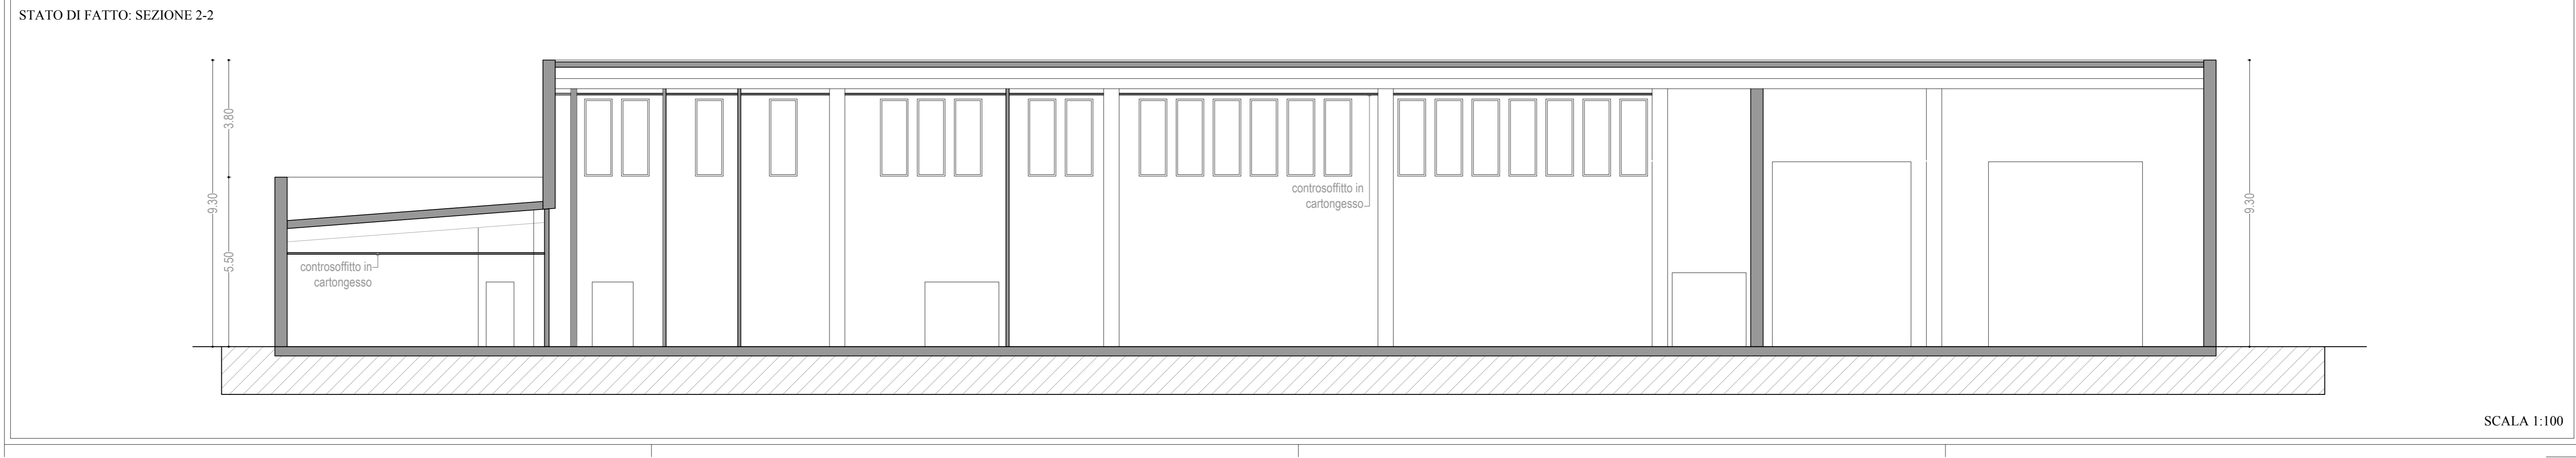 STATO DI FATTO: SEZIONE 2-2
3.80
9.30
5.50
controsoffitto in
cartongesso
controsoffitto in
cartongesso
9.30
SCALA 1:100